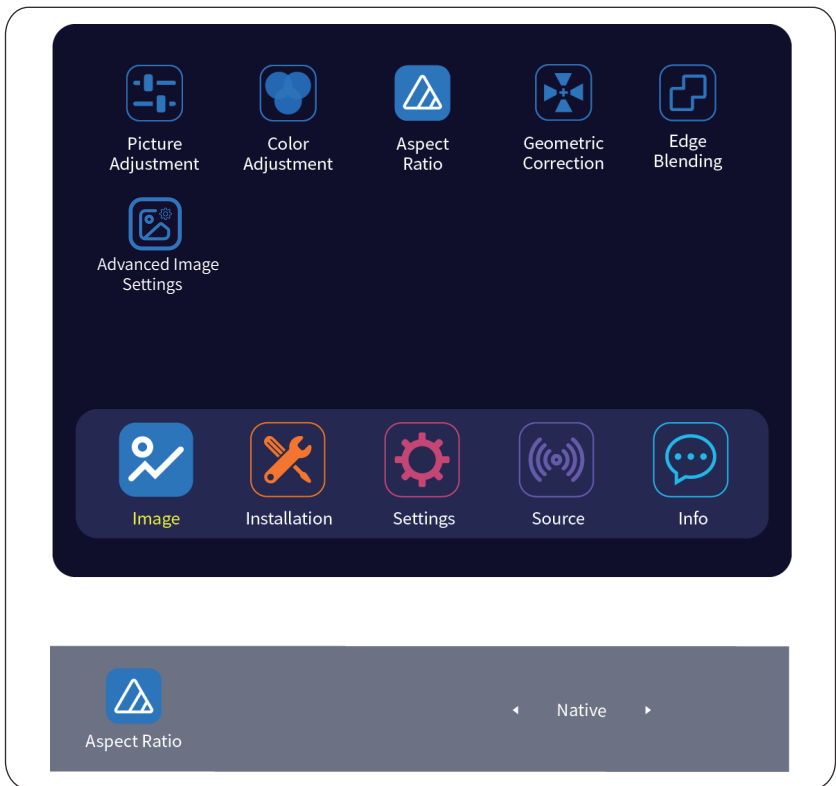 Picture
Adjustment
Color
Adjustment
Aspect
Ratio
Geometric
Correction
Edge
Blending
Advanced Image
Settings
Image
Installation
Settings
Source
Info
Aspect Ratio
Native